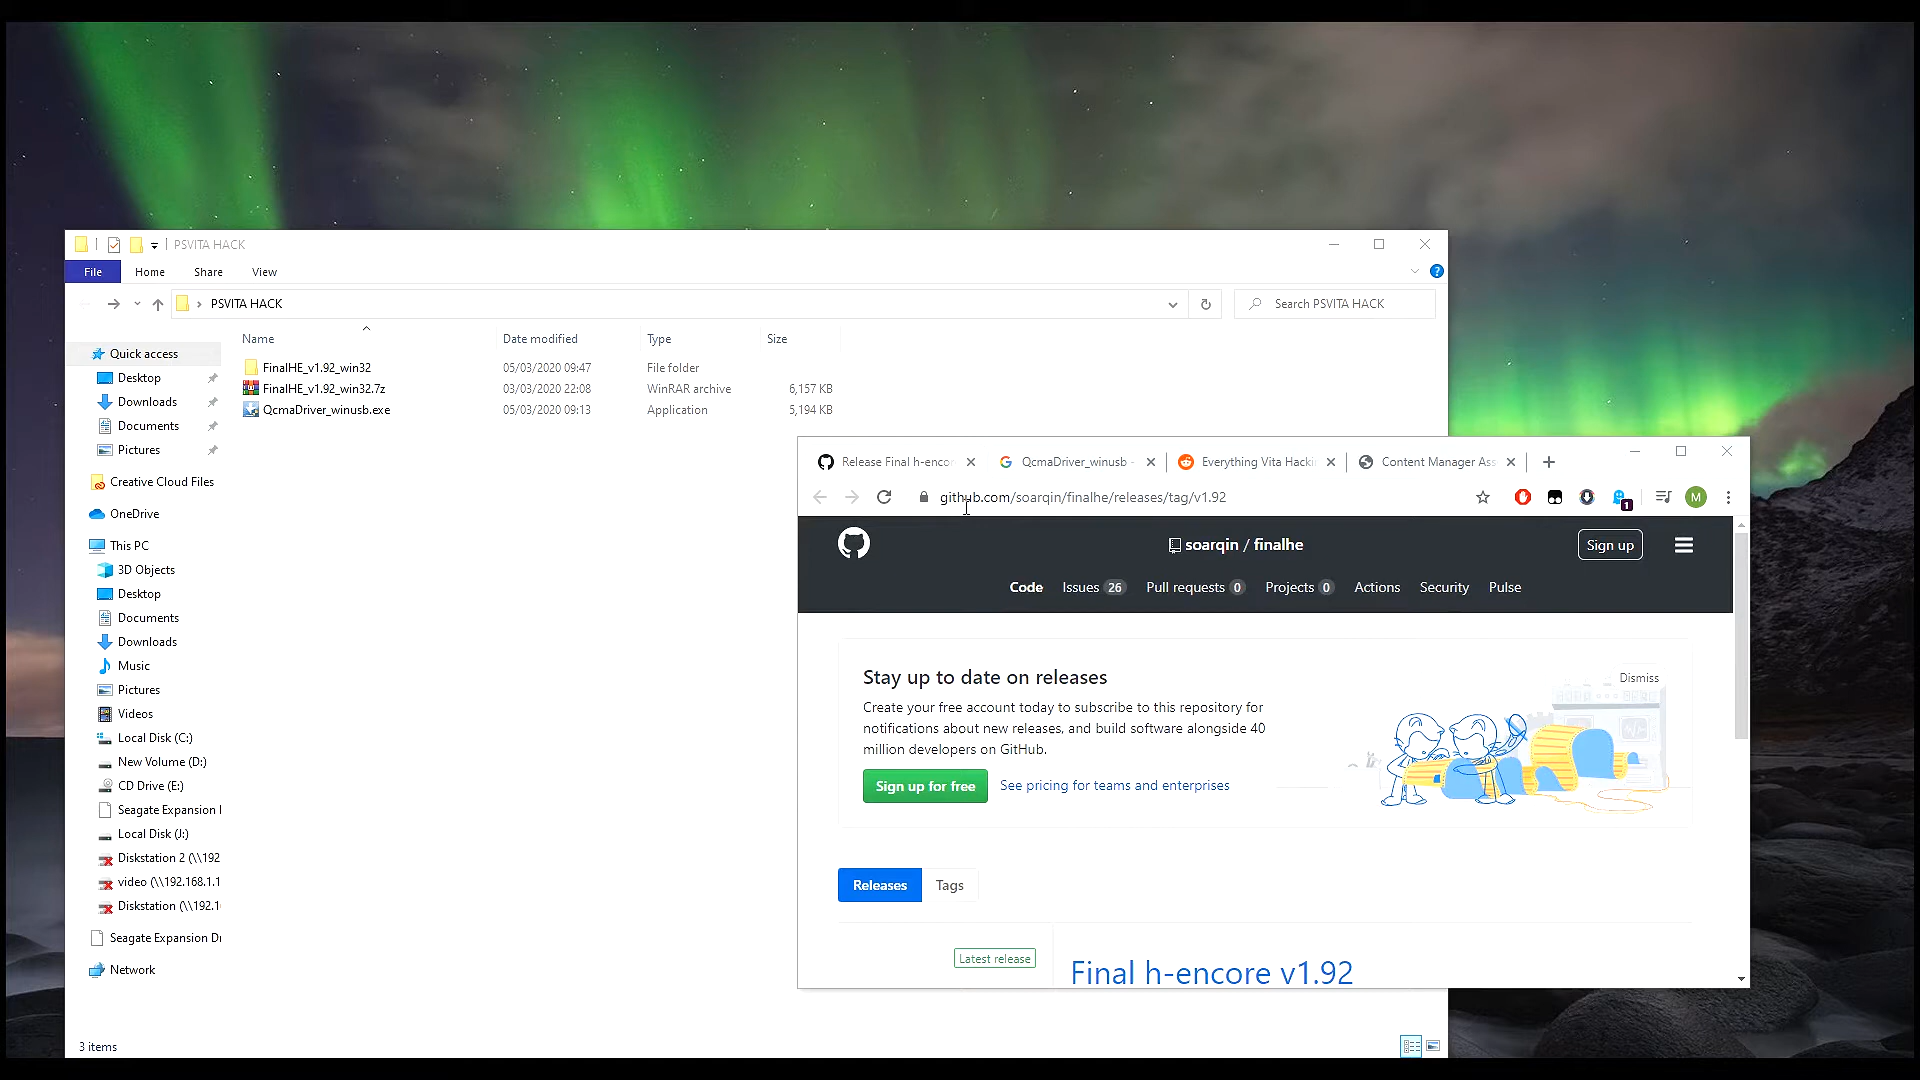 PSVITA HACK
File Home Share View
PSVITA HACK
Search PSVITA HACK
Name Date modified Type Size
FinalHE_v1.92_win32 05/03/2020 09:47 File folder
FinalHE_v1.92_win32.7z 03/03/2020 22:08 WinRAR archive 6,157 KB
QcmaDriver_winusb.exe 05/03/2020 09:13 Application 5,194 KB
Quick access
Desktop
Downloads
Documents
Pictures
Creative Cloud Files
OneDrive
This PC
3D Objects
Desktop
Documents
Downloads
Music
Pictures
Videos
Local Disk (C:)
New Volume (D:)
CD Drive (E:)
Seagate Expansion
Local Disk (J:)
Diskstation 2 (\\192
video (\\192.168.1.1
Diskstation (\\192.1
Seagate Expansion Dr
Network
3 items
Release Final h-encor
QcmaDriver_winusb -
Everything Vita Hacki
Content Manager Ass
github.com/soarqin/finalhe/releases/tag/v1.92
1
M
soarqin / finalhe
Sign up
Code Issues 26 Pull requests 0 Projects 0 Actions Security Pulse
Stay up to date on releases
Dismiss
Create your free account today to subscribe to this repository for
notifications about new releases, and build software alongside 40
million developers on GitHub.
Sign up for free See pricing for teams and enterprises
Releases Tags
Latest release
Final h-encore v1.92